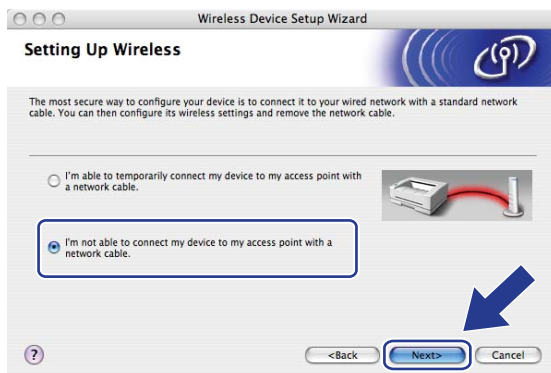 Wireless Device Setup Wizard
Setting Up Wireless
The most secure way to configure your device is to connect it to your wired network with a standard network
cable. You can then configure its wireless settings and remove the network cable.
I'm able to temporarily connect my device to my access point with
a network cable.
I'm not able to connect my device to my access point with a
network cable.
?
<Back
Next>
Cancel